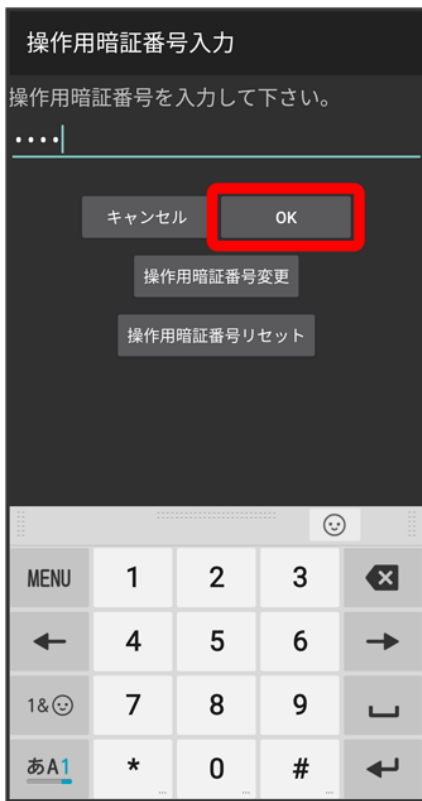 操作用暗証番号入力
操作用暗証番号を入力して下さい。
••••
キャンセル OK
操作用暗証番号変更
操作用暗証番号リセット
MENU 1 2 3
4 5 6
1& 7 8 9
あA1 * 0 #